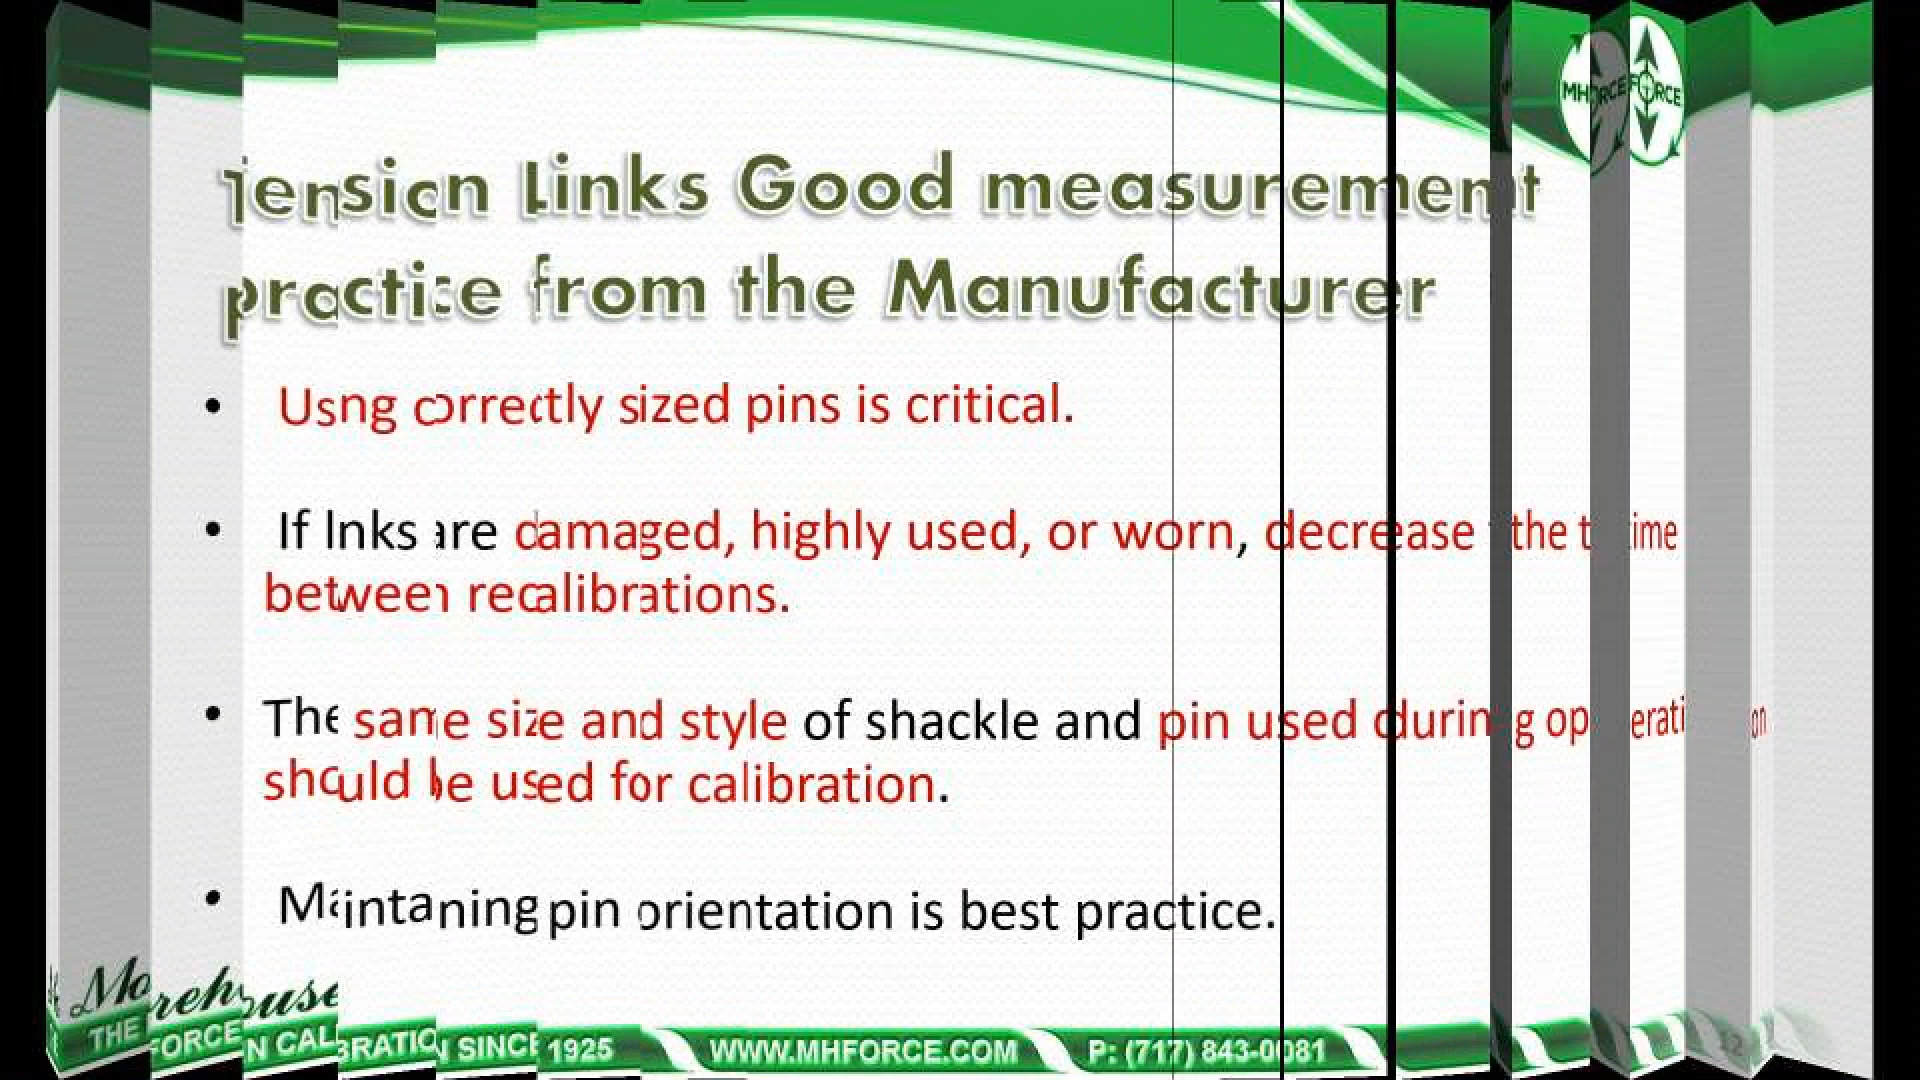 Tension Links Good measurement
practice from the Manufacturer
• Using correctly sized pins is critical.
• If links are damaged, highly used, or worn, decrease the time
between recalibrations.
• The same size and style of shackle and pin used during operation
should be used for calibration.
• Maintaining pin orientation is best practice.
Morehouse
THE FORCE IN CALIBRATION SINCE 1925 WWW.MHFORCE.COM P: (717) 843-0081